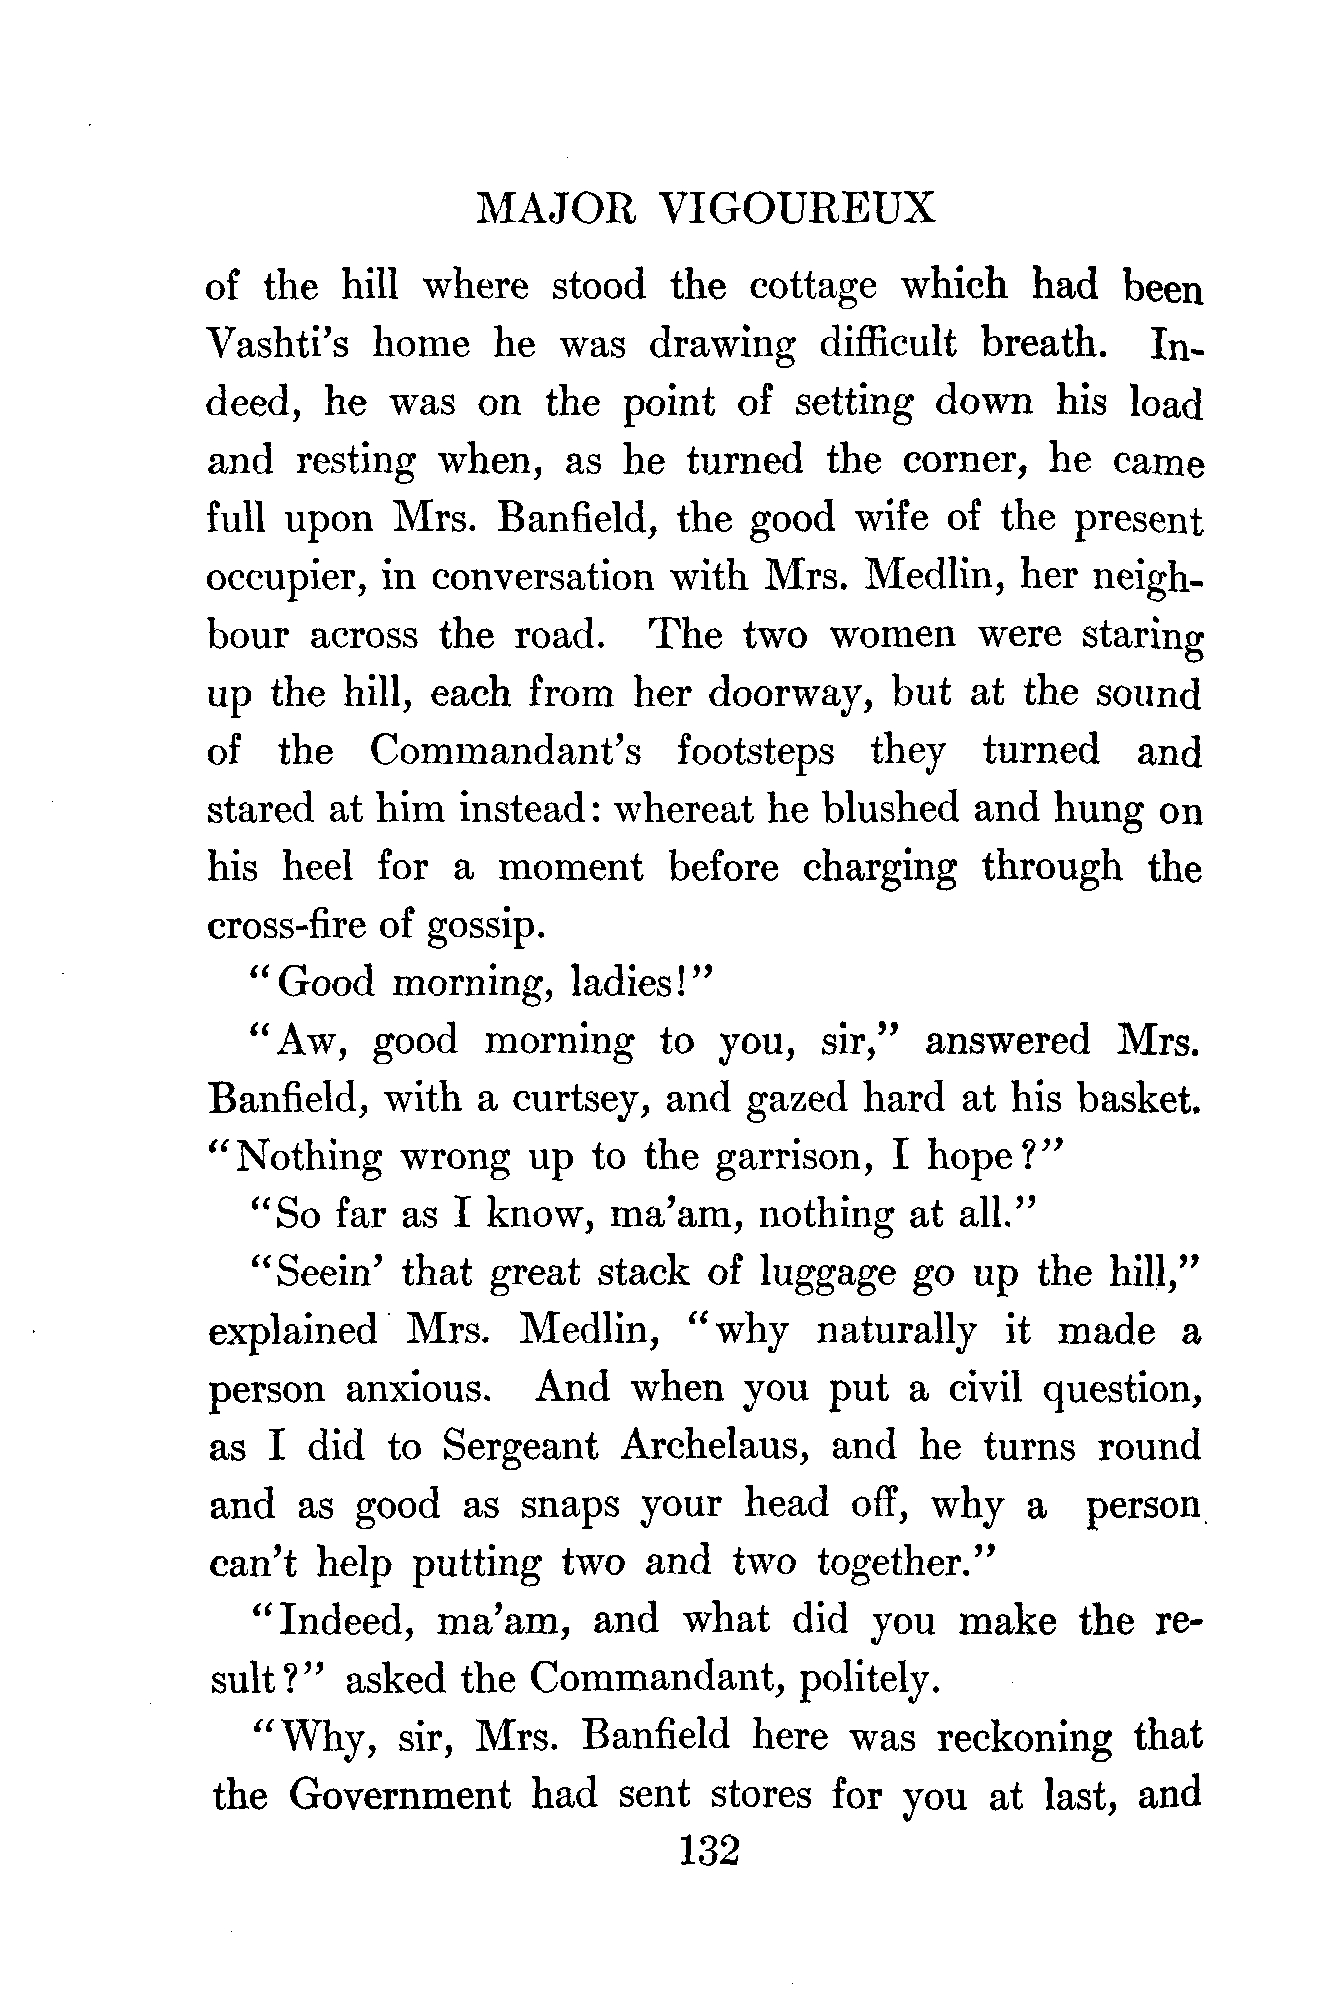 MAJOR VIGOUREUX
of the hill where stood the cottage which had been
Vashti's home he was drawing difficult breath. In-
deed, he was on the point of setting down his load
and resting when, as he turned the corner, he came
full upon Mrs. Banfield, the good wife of the present
occupier, in conversation with Mrs. Medlin, her neigh-
bour across the road. The two women were staring
up the hill, each from her doorway, but at the sound
of the Commandant's footsteps they turned and
stared at him instead: whereat he blushed and hung on
his heel for a moment before charging through the
cross-fire of gossip.
"Good morning, ladies!"
"Aw, good morning to you, sir," answered Mrs.
Banfield, with a curtsey, and gazed hard at his basket.
"Nothing wrong up to the garrison, I hope?"
"So far as I know, ma'am, nothing at all."
"Seein' that great stack of luggage go up the hill,"
explained Mrs. Medlin, "why naturally it made a
person anxious. And when you put a civil question,
as I did to Sergeant Archelaus, and he turns round
and as good as snaps your head off, why a person
can't help putting two and two together."
"Indeed, ma'am, and what did you make the re-
sult?" asked the Commandant, politely.
"Why, sir, Mrs. Banfield here was reckoning that
the Government had sent stores for you at last, and
132